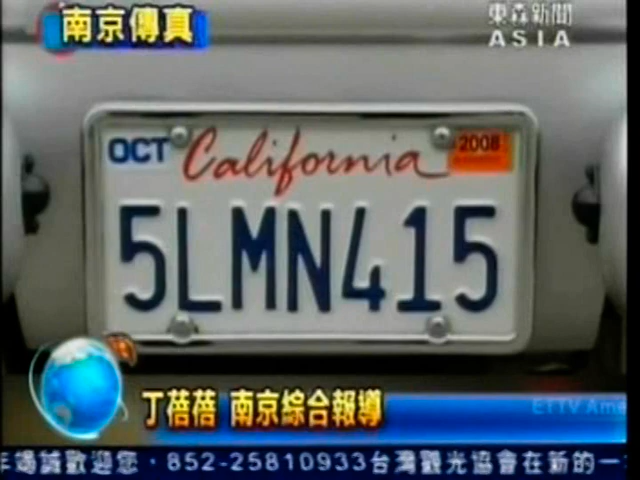 南京傳真
東森新聞
ASIA
OCT California 2008
5LMN415
丁蓓蓓 南京綜合報導
ETTV Ame
年竭誠歡迎您‧852-25810933台灣觀光協會在新的一